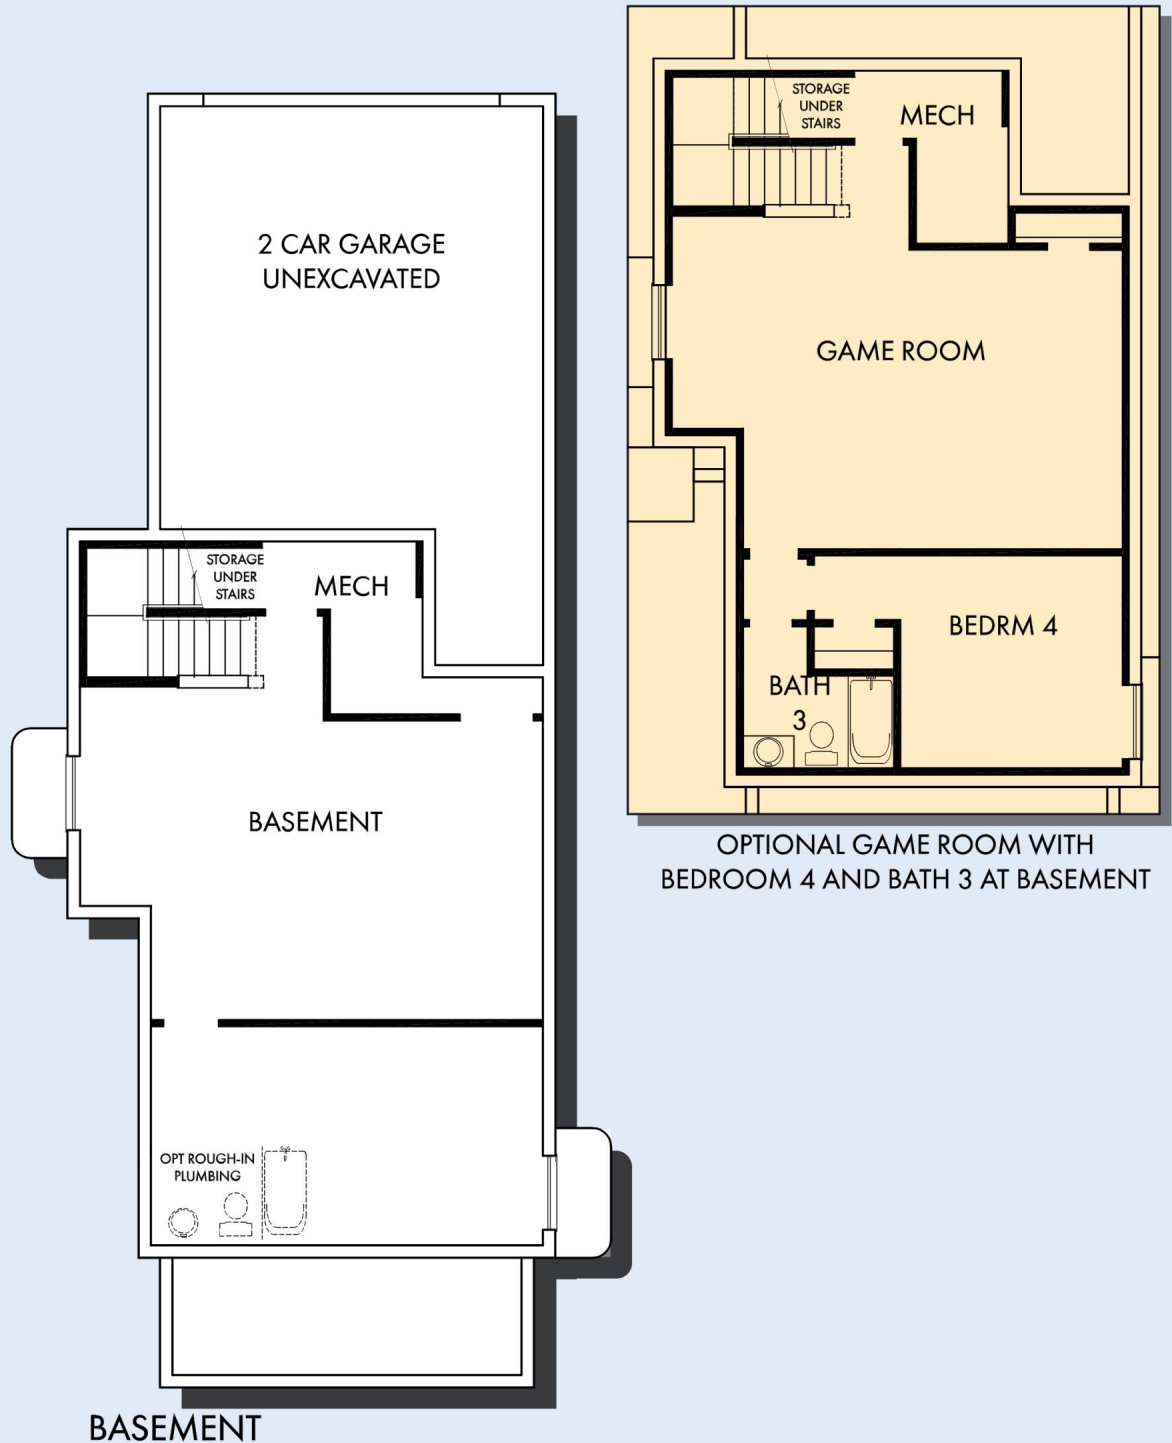 2 CAR GARAGE
UNEXCAVATED
STORAGE
UNDER
STAIRS
MECH
BASEMENT
OPT ROUGH-IN
PLUMBING
BASEMENT
STORAGE
UNDER
STAIRS
MECH
GAME ROOM
BEDRM 4
BATH
3
OPTIONAL GAME ROOM WITH
BEDROOM 4 AND BATH 3 AT BASEMENT